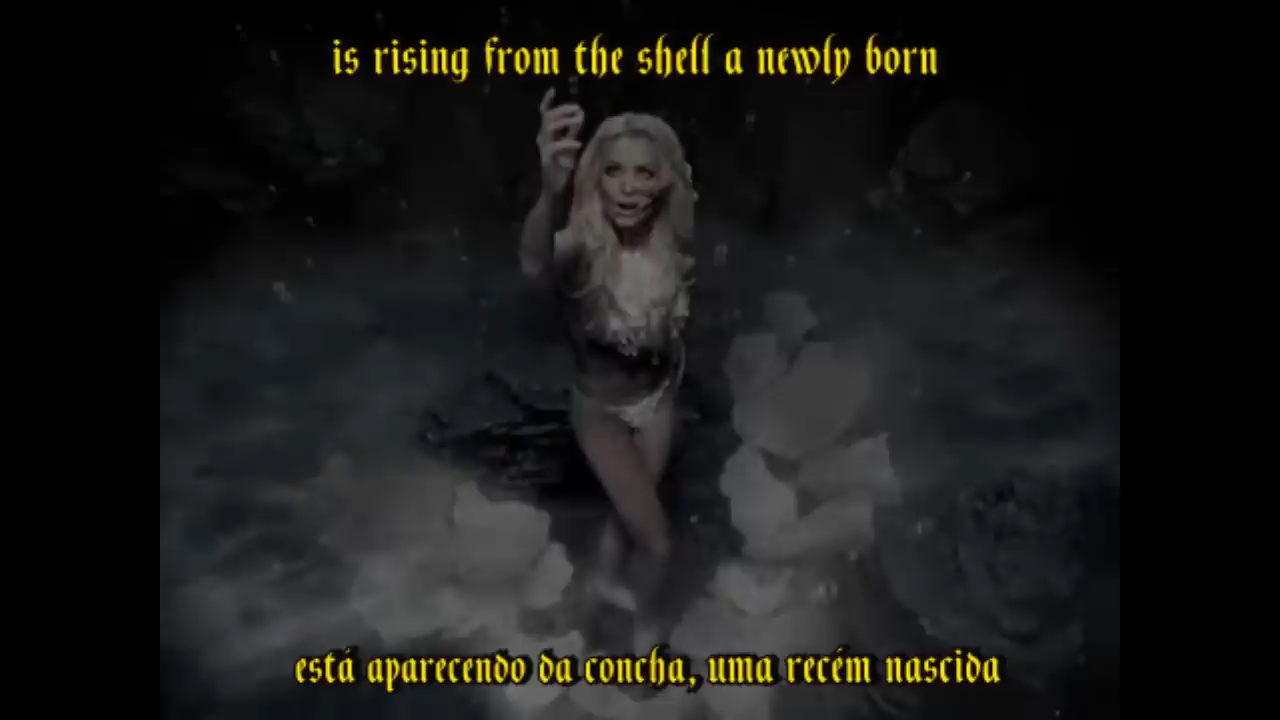 is rising from the shell a newly born
está aparecendo da concha, uma recém nascida